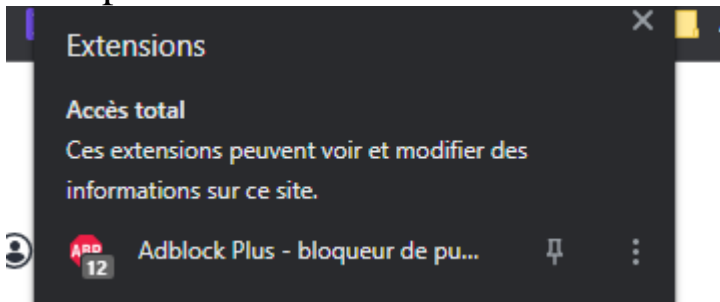 Extensions
Accès total
Ces extensions peuvent voir et modifier des
informations sur ce site.
ABP
12
Adblock Plus - bloqueur de pu...